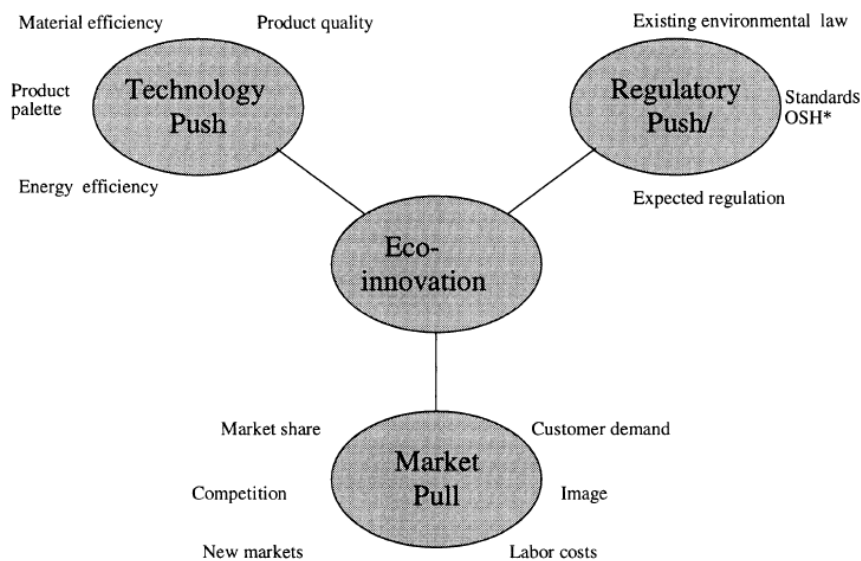 Material efficiency
Product quality
Existing environmental law
Product
palette
Technology
Push
Regulatory
Push/
Standards
OSH*
Energy efficiency
Expected regulation
Eco-
innovation
Market share
Customer demand
Market
Pull
Competition
Image
New markets
Labor costs